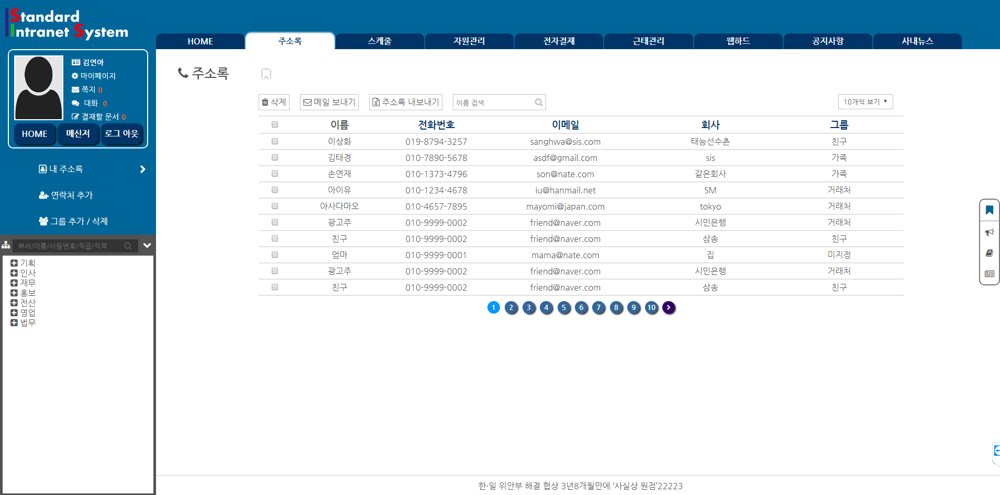 Standard
Intranet System
HOME 주소록 스케줄 자원관리 전자결재 근태관리 웹하드 공지사항 사내뉴스
김연아
마이페이지
쪽지 0
대화 0
결재할 문서 0
HOME 메신저 로그 아웃
내 주소록
연락처 추가
그룹 추가 / 삭제
부서/이름/사원번호/직급/직책
기획
인사
재무
홍보
전산
영업
법무
주소록
삭제 메일 보내기 주소록 내보내기 이름 검색 10개씩 보기
이름 전화번호 이메일 회사 그룹
이상화 019-8794-3257 sanghwa@sis.com 태능선수촌 친구
김태경 010-7890-5678 asdf@gmail.com sis 가족
손연재 010-1373-4796 son@nate.com 같은회사 가족
아이유 010-1234-4678 iu@hanmail.net SM 거래처
아사다마오 010-4657-7895 mayomi@japan.com tokyo 거래처
광고주 010-9999-0002 friend@naver.com 시민은행 거래처
친구 010-9999-0002 friend@naver.com 삼송 친구
엄마 010-9999-0001 mama@nate.com 집 미지정
광고주 010-9999-0002 friend@naver.com 시민은행 거래처
친구 010-9999-0002 friend@naver.com 삼송 친구
1 2 3 4 5 6 7 8 9 10
한·일 위안부 해결 협상 3년8개월만에 ‘사실상 원점’22223